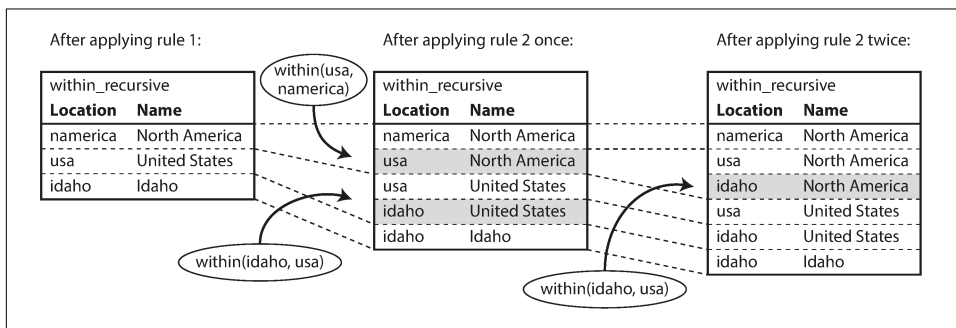 After applying rule 1:
within_recursive
Location Name
namerica North America
usa United States
idaho Idaho
within(usa,
namerica)
within(idaho, usa)
After applying rule 2 once:
within_recursive
Location Name
namerica North America
usa North America
usa United States
idaho United States
idaho Idaho
within(idaho, usa)
After applying rule 2 twice:
within_recursive
Location Name
namerica North America
usa North America
idaho North America
usa United States
idaho United States
idaho Idaho